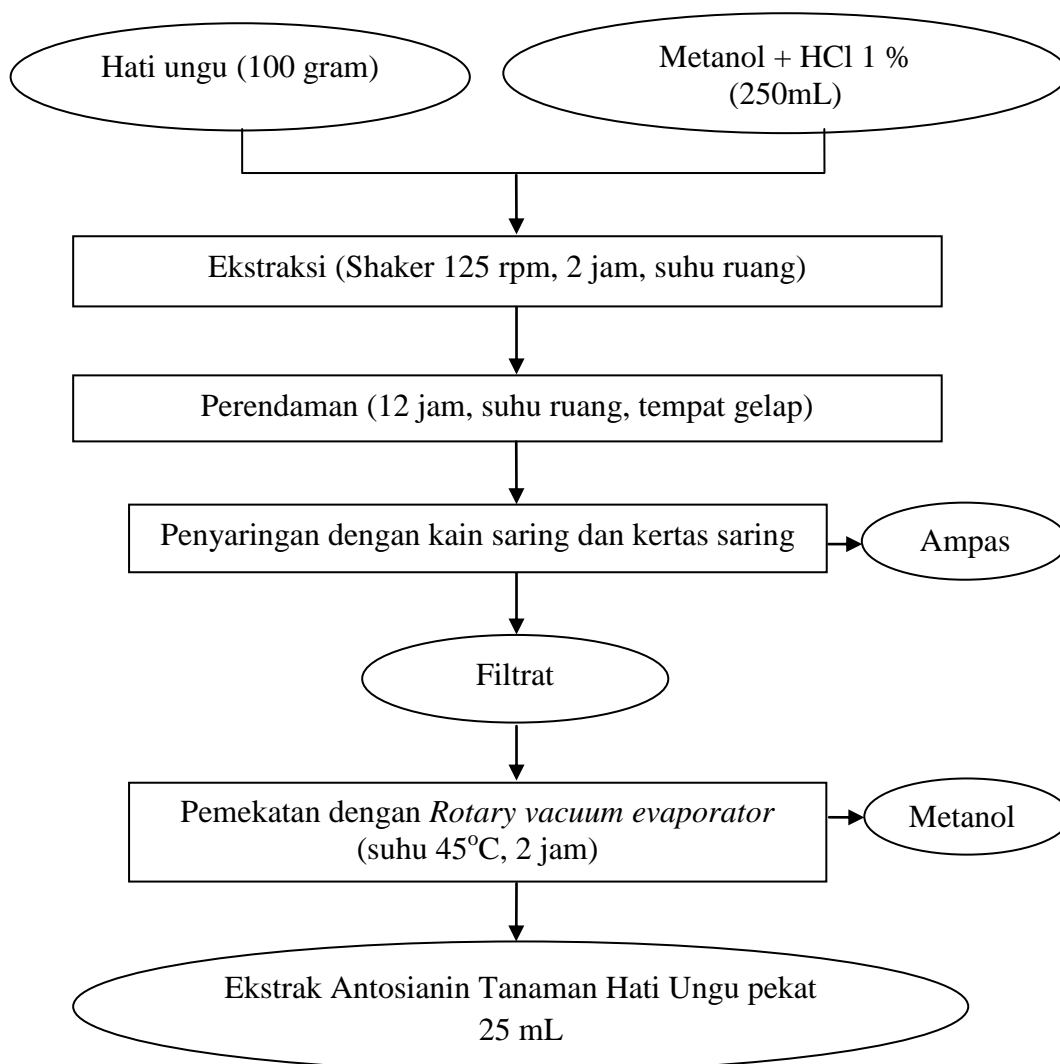 Hati ungu (100 gram)
Metanol + HCl 1 %
(250mL)
Ekstraksi (Shaker 125 rpm, 2 jam, suhu ruang)
Perendaman (12 jam, suhu ruang, tempat gelap)
Penyaringan dengan kain saring dan kertas saring
Ampas
Filtrat
Pemekatan dengan Rotary vacuum evaporator
(suhu 45°C, 2 jam)
Metanol
Ekstrak Antosianin Tanaman Hati Ungu pekat
25 mL